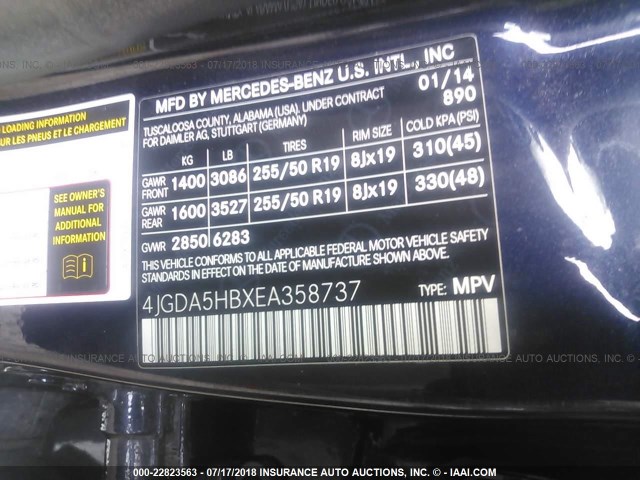 MFD BY MERCEDES-BENZ U.S. INTL, INC
01/14
TUSCALOOSA COUNTY, ALABAMA (USA), UNDER CONTRACT 890
FOR DAIMLER AG, STUTTGART (GERMANY)
KG LB TIRES RIM SIZE COLD KPA(PSI)
GAWR FRONT 1400 3086 255/50 R19 8Jx19 310(45)
GAWR REAR 1600 3527 255/50 R19 8Jx19 330(48)
GVWR 2850 6283
THIS VEHICLE CONFORMS TO ALL APPLICABLE FEDERAL MOTOR VEHICLE SAFETY
STANDARDS IN EFFECT ON THE DATE OF MANUFACTURE SHOWN ABOVE.
4JGDA5HBXEA358737 TYPE: MPV
LOADING INFORMATION
SUR LES PNEUS ET LE CHARGEMENT
SEE OWNER'S
MANUAL FOR
ADDITIONAL
INFORMATION
000-22823563 - 07/17/2018 - INSURANCE AUTO AUCTIONS, INC. - IAAI.COM